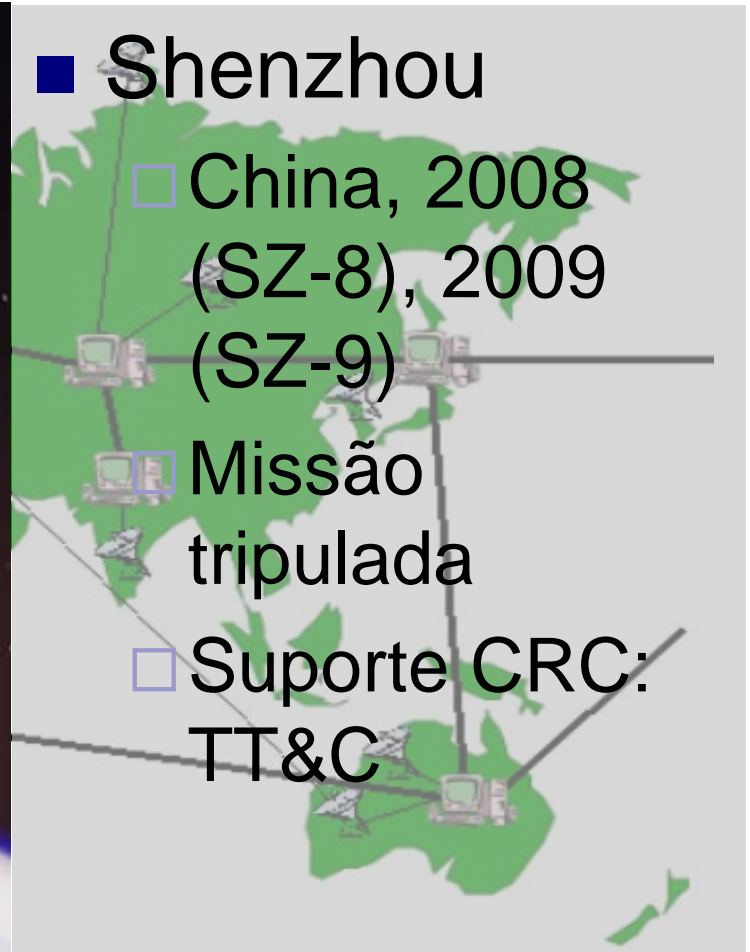 Shenzhou
China, 2008
(SZ-8), 2009
(SZ-9)
Missão
tripulada
Suporte CRC:
TT&C